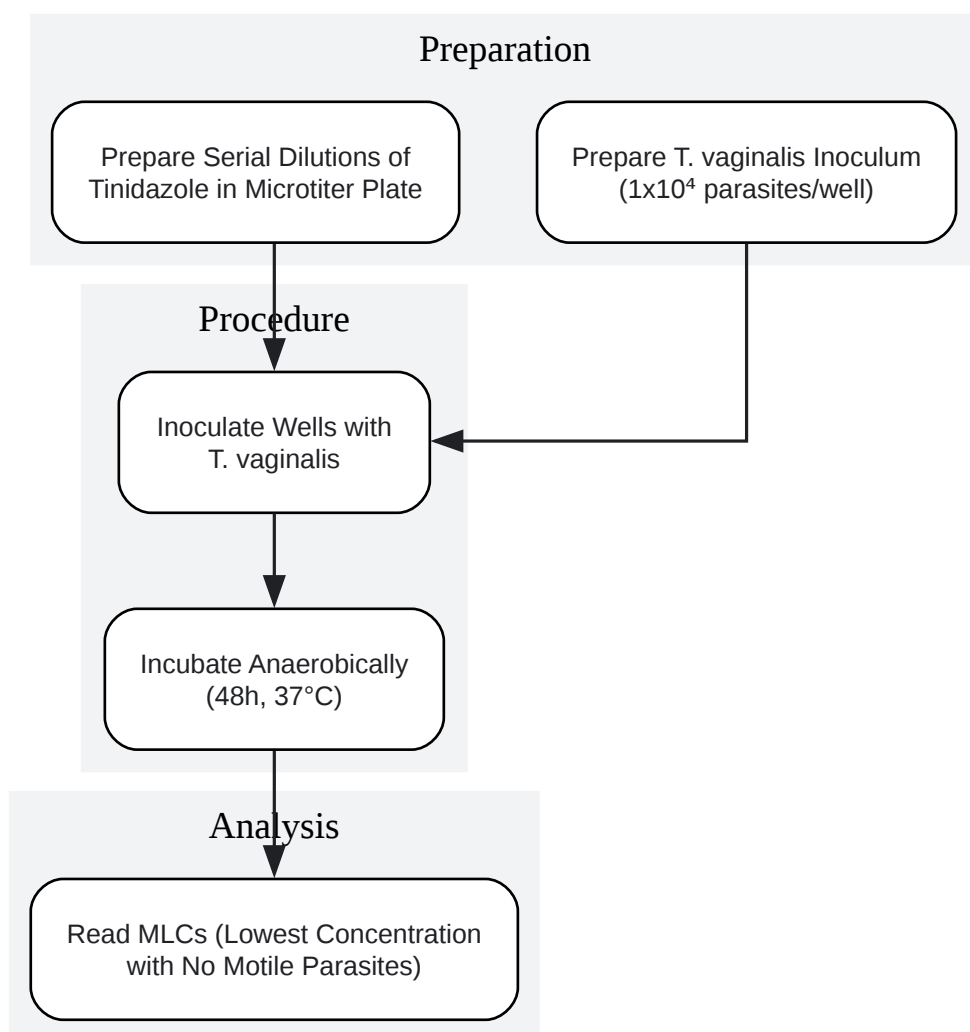 Preparation
Prepare Serial Dilutions of
Tinidazole in Microtiter Plate
Prepare T. vaginalis Inoculum
(1x10⁴ parasites/well)
Procedure
Inoculate Wells with
T. vaginalis
Incubate Anaerobically
(48h, 37°C)
Analysis
Read MLCs (Lowest Concentration
with No Motile Parasites)